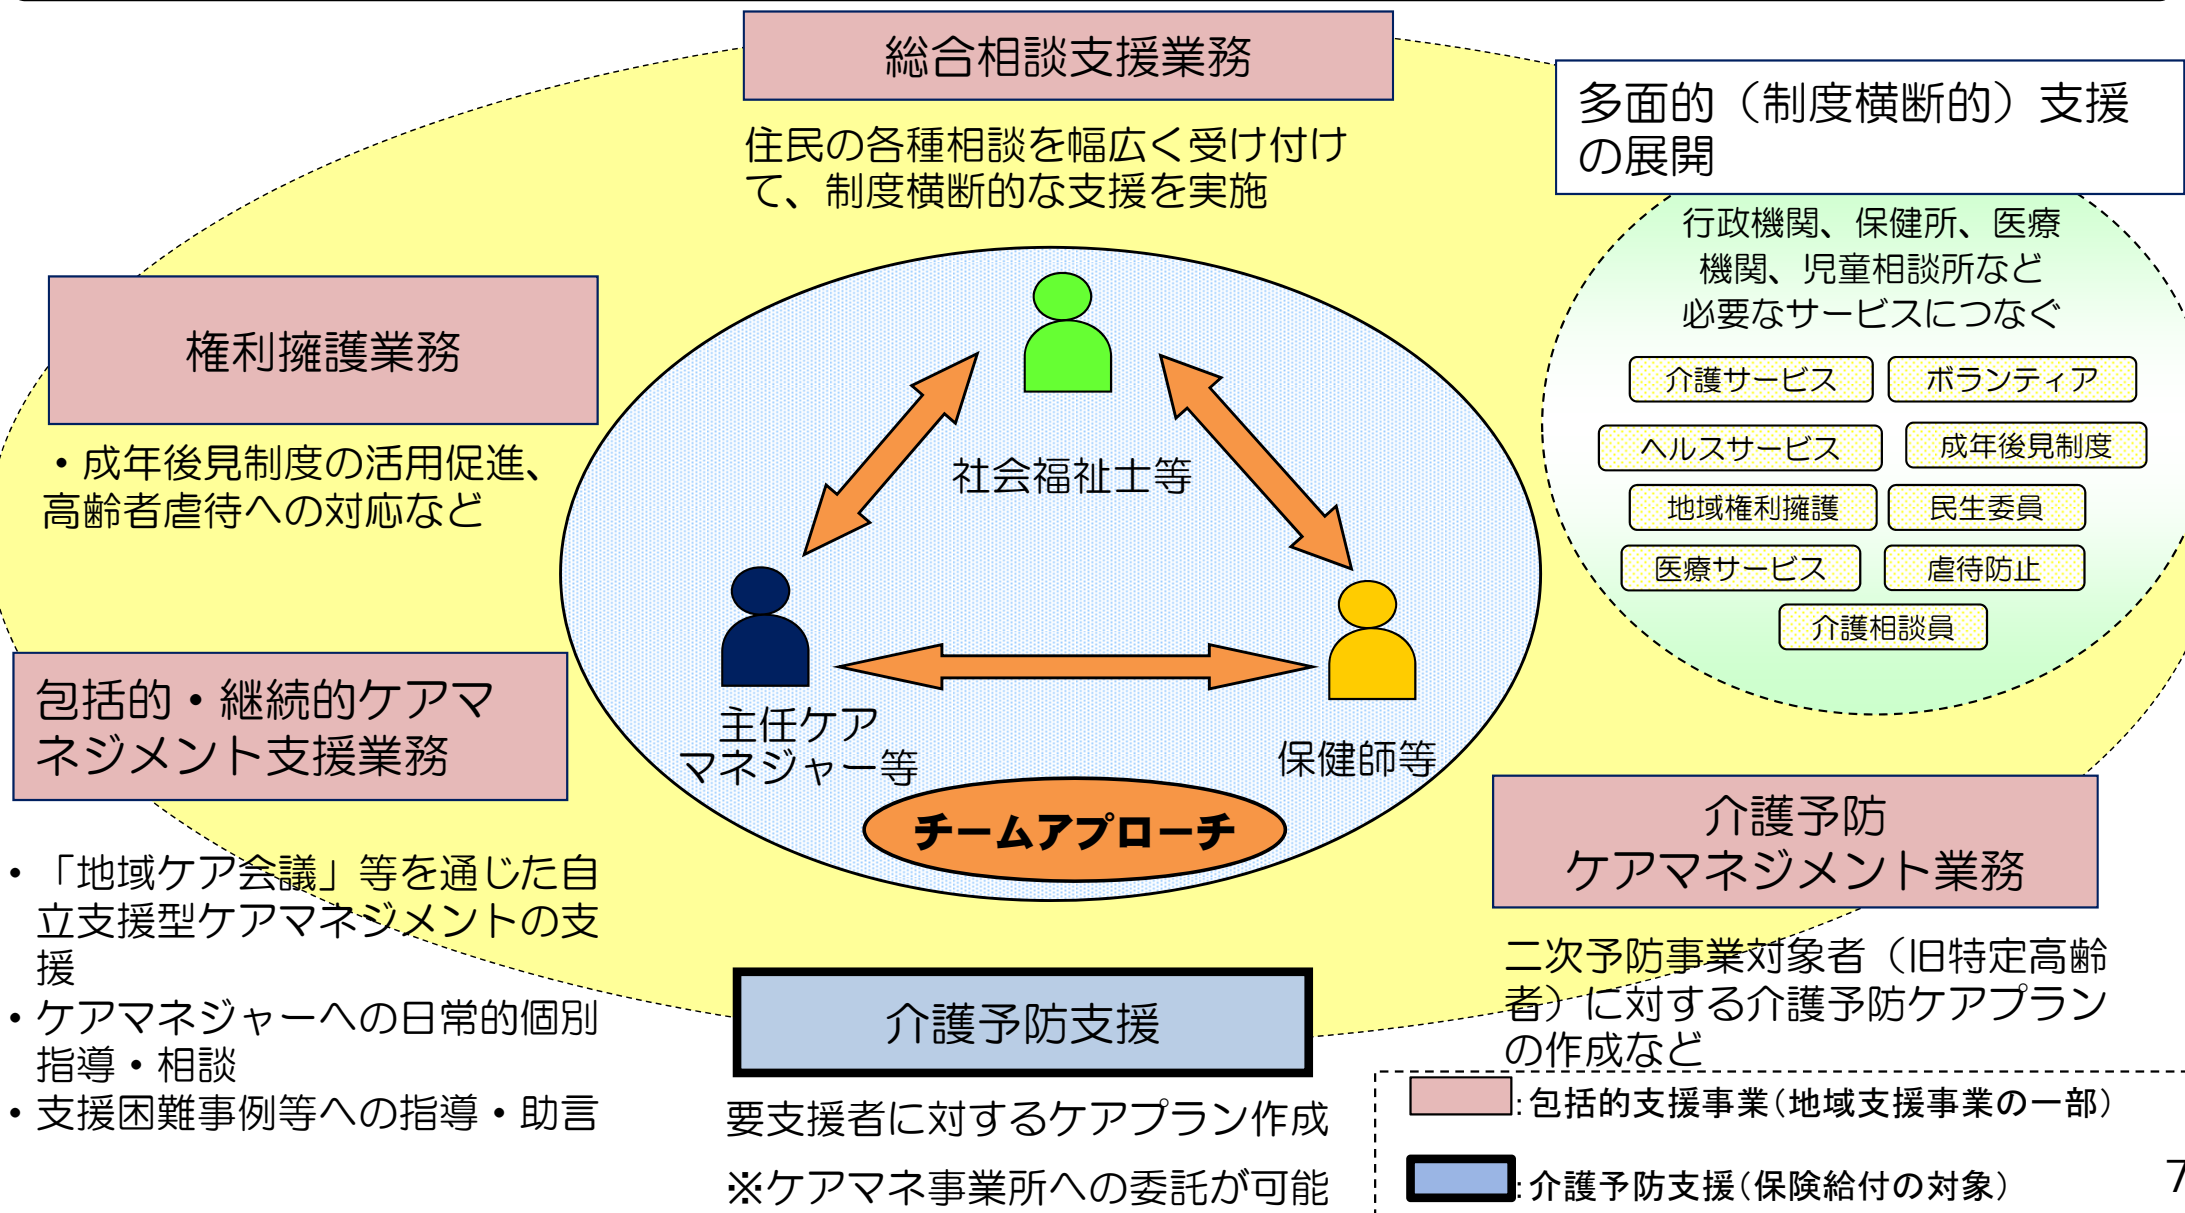 総合相談支援業務
住民の各種相談を幅広く受け付け
て、制度横断的な支援を実施
多面的（制度横断的）支援
の展開
行政機関、保健所、医療
機関、児童相談所など
必要なサービスにつなぐ
介護サービス
ボランティア
ヘルスサービス
成年後見制度
地域権利擁護
民生委員
医療サービス
虐待防止
介護相談員
権利擁護業務
・成年後見制度の活用促進、
高齢者虐待への対応など
社会福祉士等
主任ケア
マネジャー等
保健師等
チームアプローチ
包括的・継続的ケアマ
ネジメント支援業務
・「地域ケア会議」等を通じた自
立支援型ケアマネジメントの支
援
・ケアマネジャーへの日常的個別
指導・相談
・支援困難事例等への指導・助言
介護予防支援
要支援者に対するケアプラン作成
※ケアマネ事業所への委託が可能
介護予防
ケアマネジメント業務
二次予防事業対象者（旧特定高齢
者）に対する介護予防ケアプラン
の作成など
：包括的支援事業（地域支援事業の一部）
：介護予防支援（保険給付の対象）
7